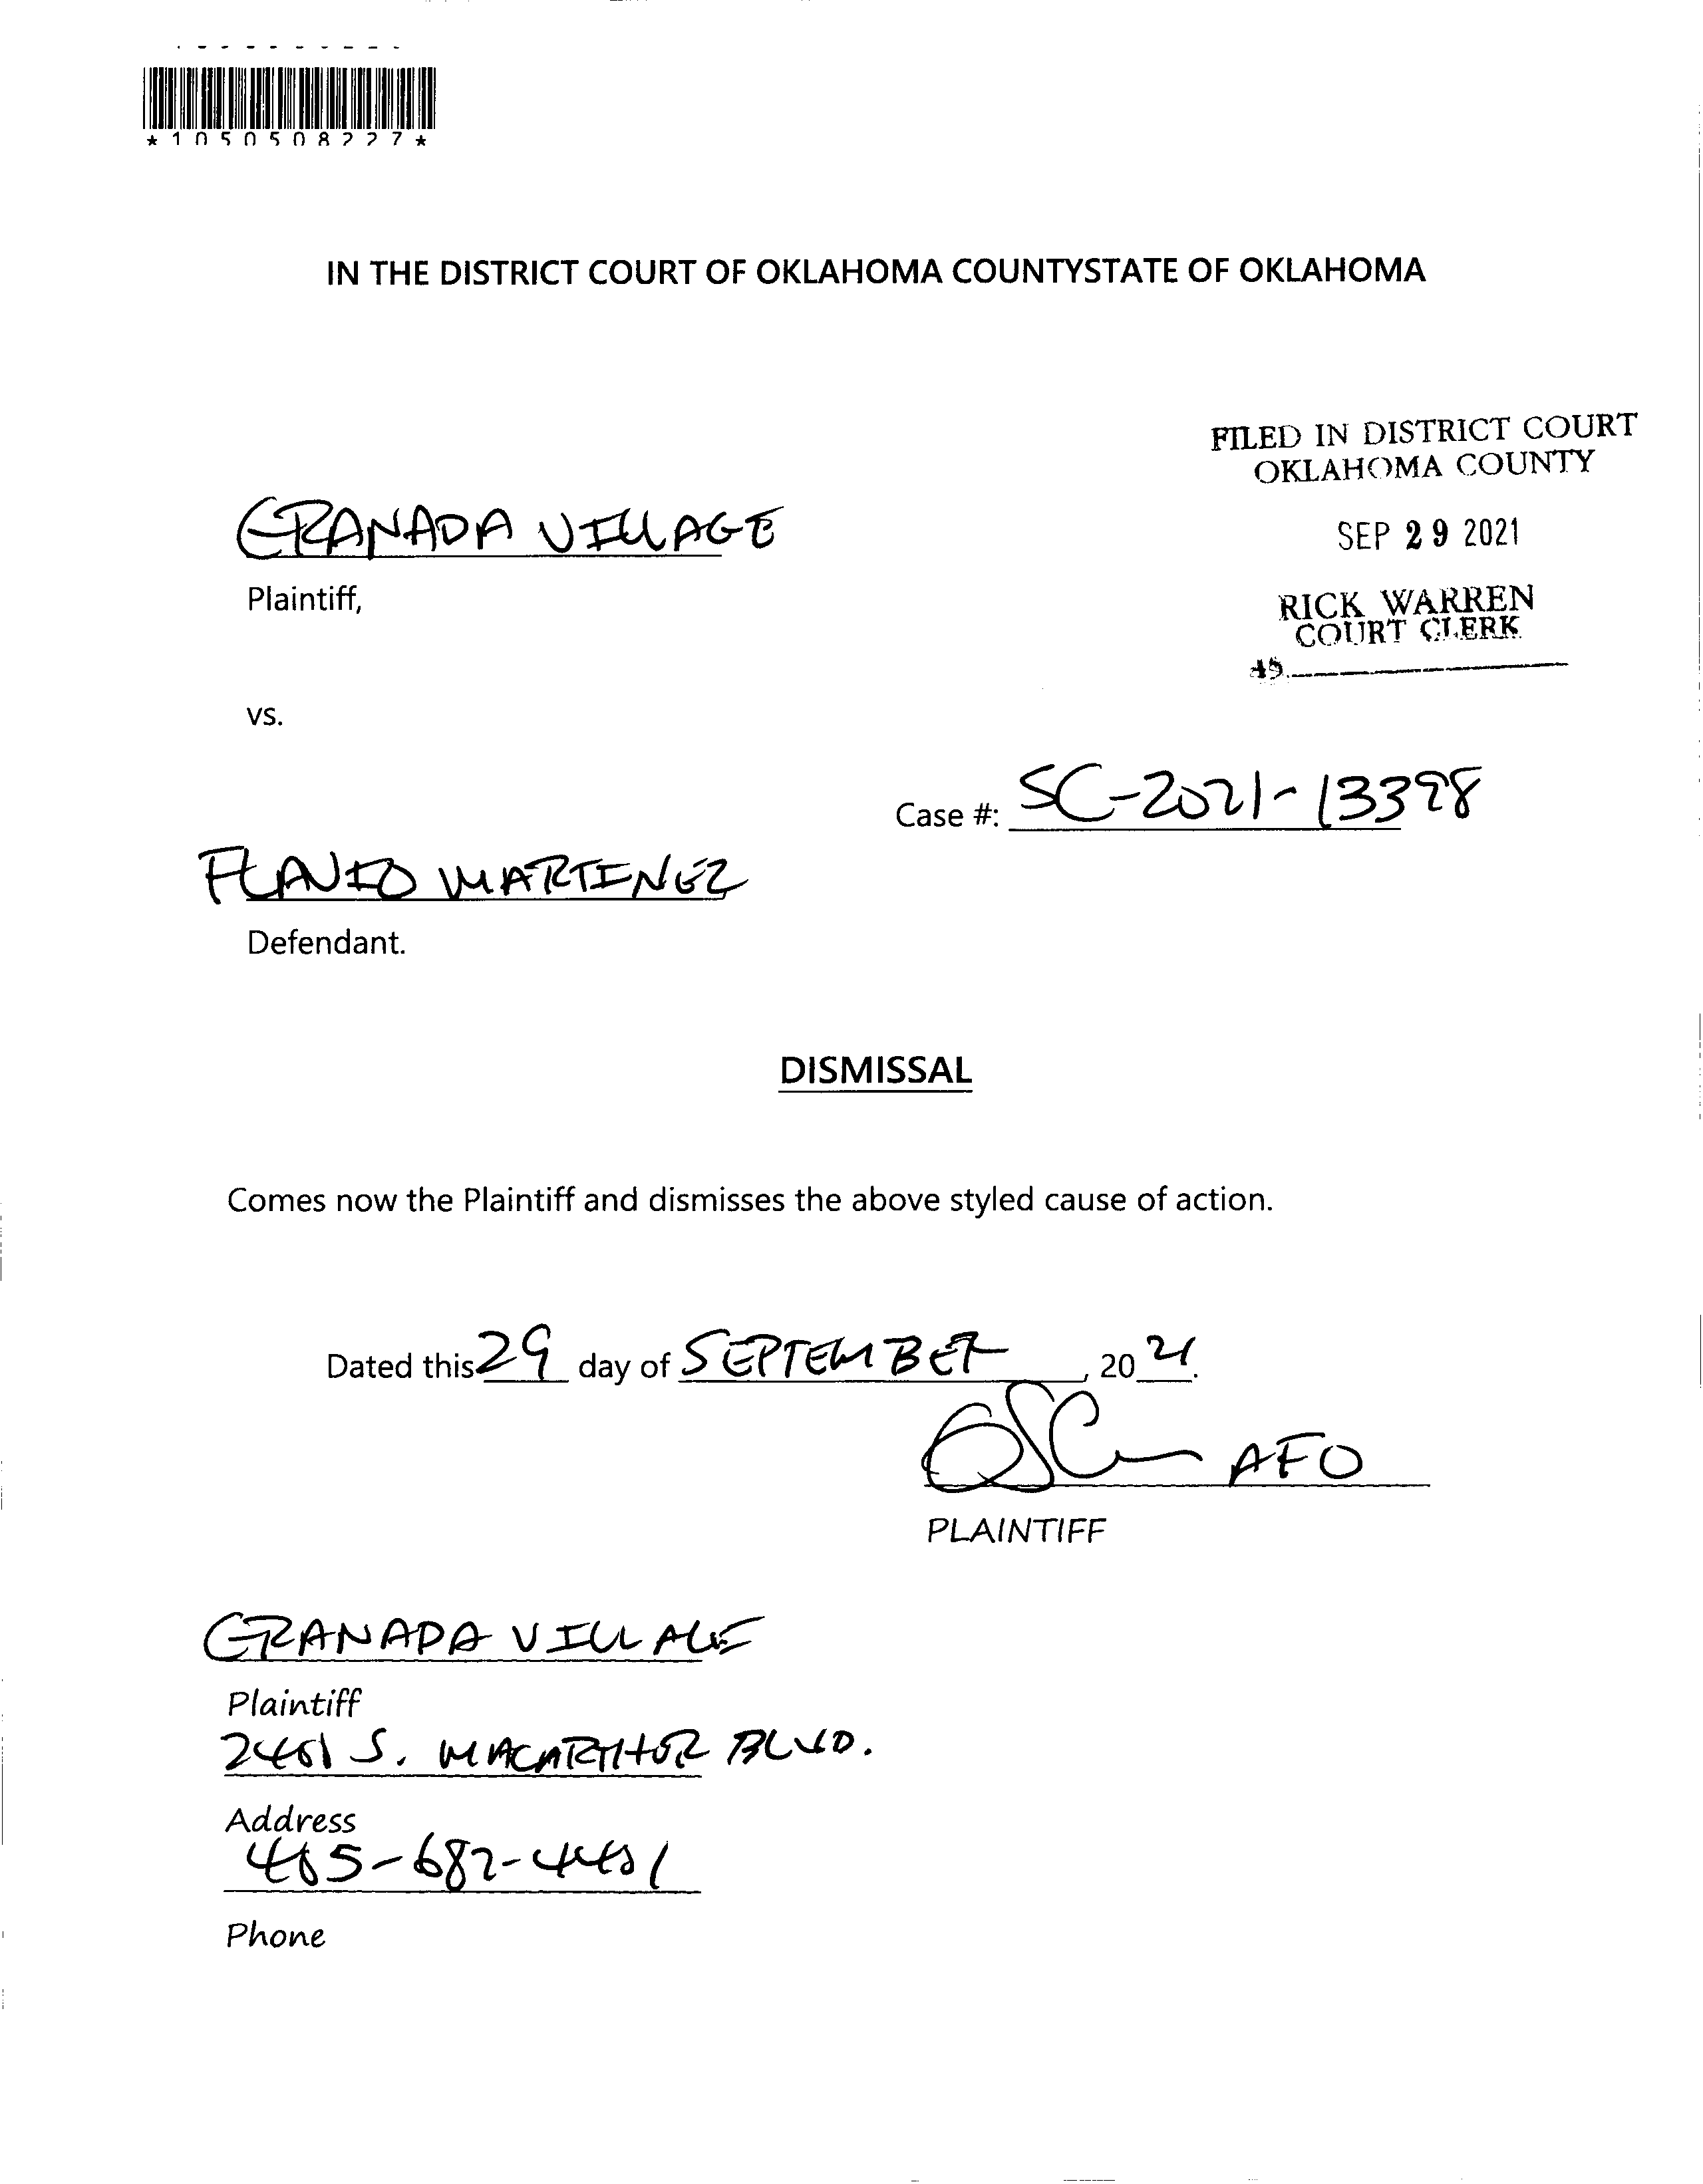 *1050508227*
IN THE DISTRICT COURT OF OKLAHOMA COUNTYSTATE OF OKLAHOMA
FILED IN DISTRICT COURT
OKLAHOMA COUNTY
SEP 29 2021
RICK WARREN
COURT CLERK
GRANADA VILLAGE
Plaintiff,
vs.
Case #: SC-2021-13398
FLAVIO MARTINEZ
Defendant.
DISMISSAL
Comes now the Plaintiff and dismisses the above styled cause of action.
Dated this 29 day of SEPTEMBER, 20 21.
AFO
PLAINTIFF
GRANADA VILLAGE
Plaintiff
2401 S. MACARTHUR BLVD.
Address
405-682-4401
Phone